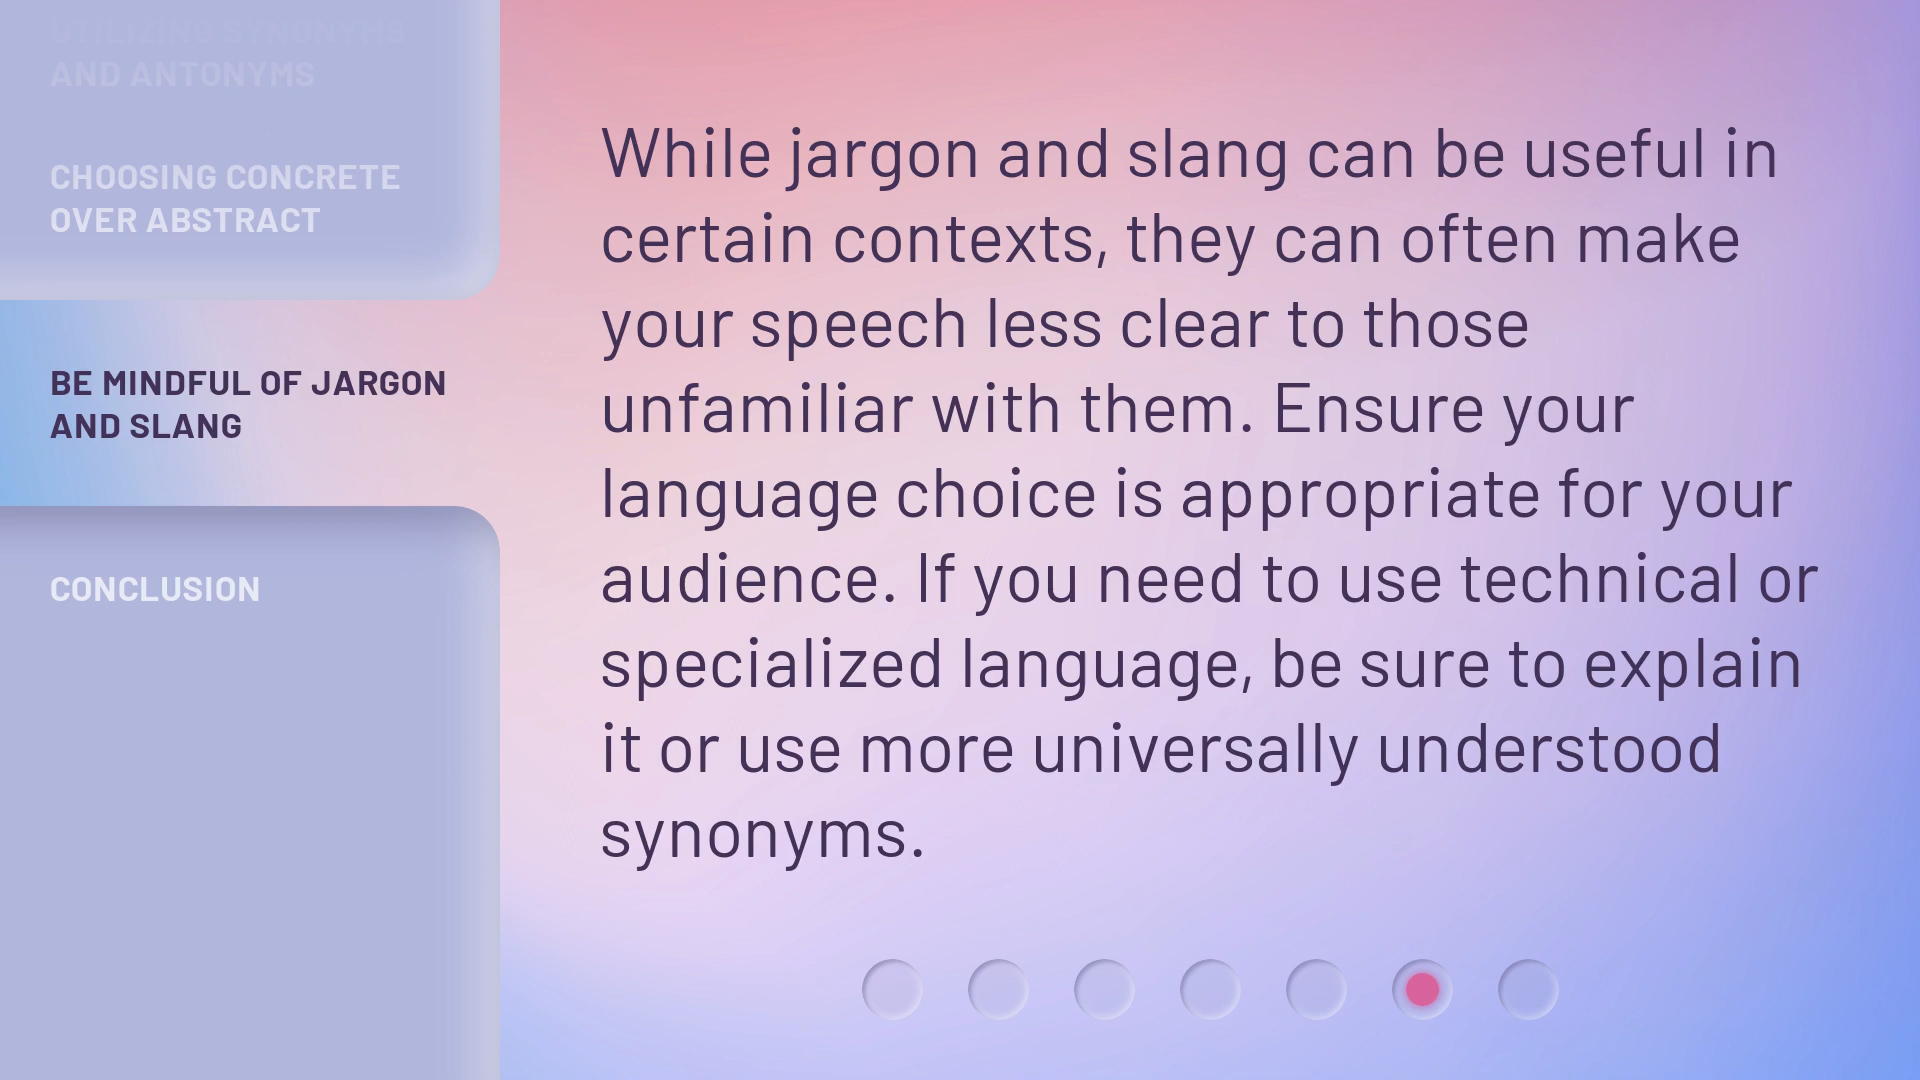 UTILIZING SYNONYMS
AND ANTONYMS
CHOOSING CONCRETE
OVER ABSTRACT
BE MINDFUL OF JARGON
AND SLANG
CONCLUSION
While jargon and slang can be useful in
certain contexts, they can often make
your speech less clear to those
unfamiliar with them. Ensure your
language choice is appropriate for your
audience. If you need to use technical or
specialized language, be sure to explain
it or use more universally understood
synonyms.